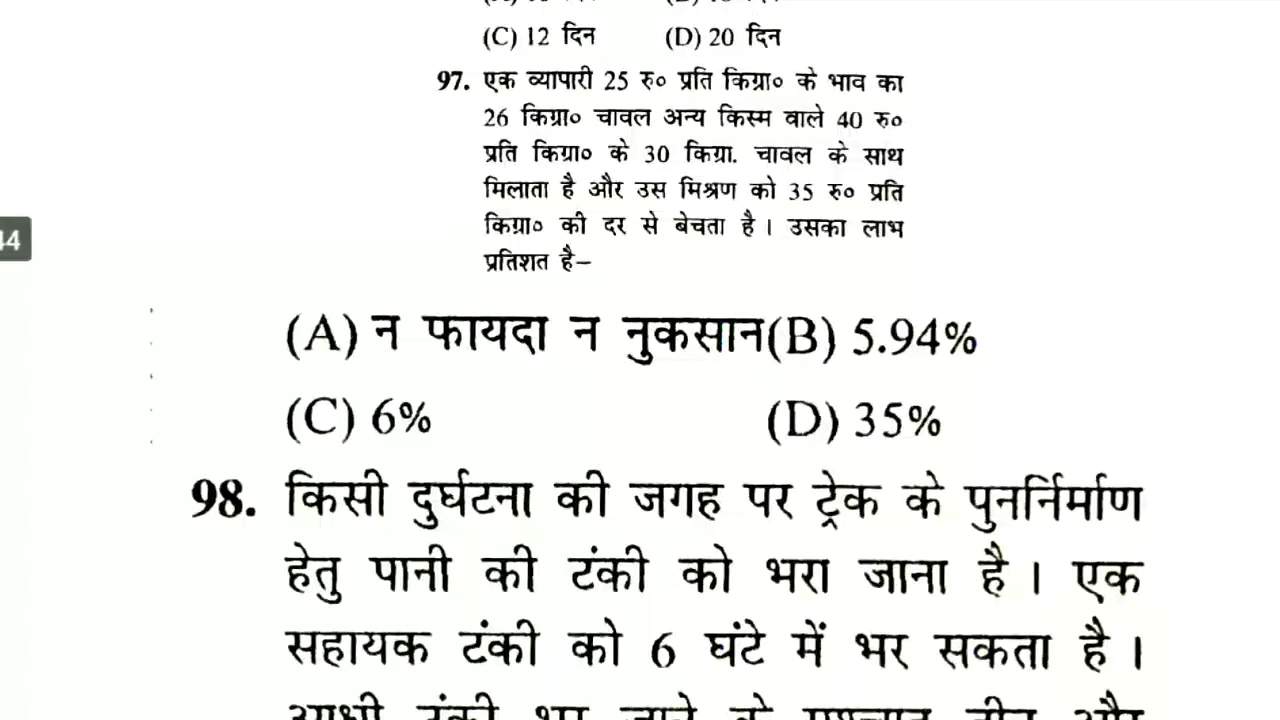 (C) 12 दिन (D) 20 दिन
97. एक व्यापारी 25 रु० प्रति किग्रा० के भाव का
26 किग्रा० चावल अन्य किस्म वाले 40 रु०
प्रति किग्रा० के 30 किग्रा. चावल के साथ
मिलाता है और उस मिश्रण को 35 रु० प्रति
किग्रा० की दर से बेचता है। उसका लाभ
प्रतिशत है–
44
(A) न फायदा न नुकसान (B) 5.94%
(C) 6% (D) 35%
98. किसी दुर्घटना की जगह पर ट्रेक के पुनर्निर्माण
हेतु पानी की टंकी को भरा जाना है। एक
सहायक टंकी को 6 घंटे में भर सकता है।